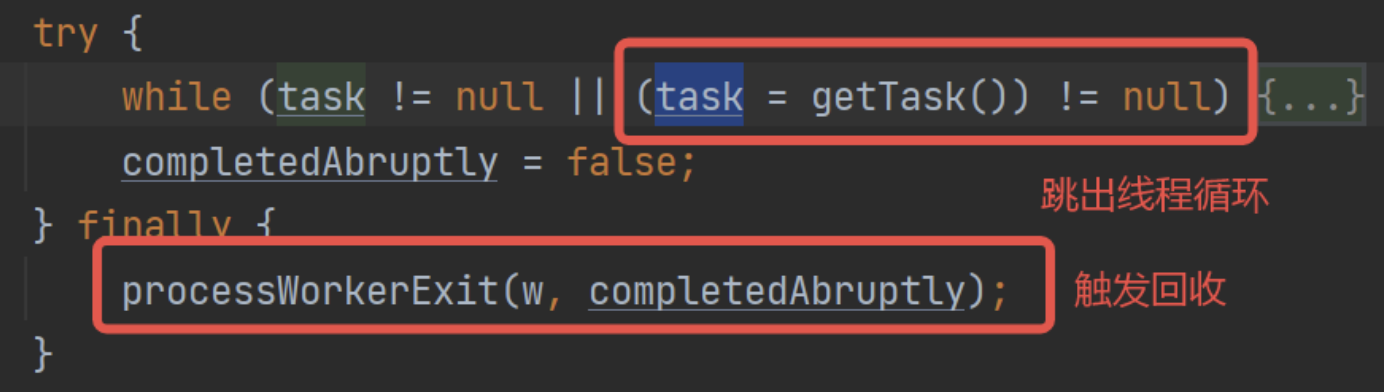 try {
while (task != null || (task = getTask()) != null) {...}
completedAbruptly = false;
跳出线程循环
} finally {
processWorkerExit(w, completedAbruptly);
触发回收
}